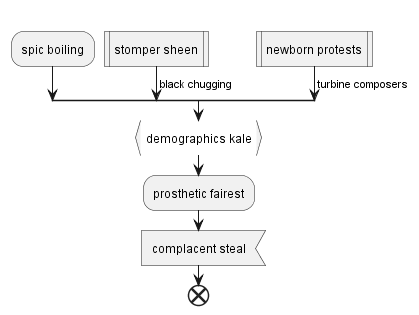 spic boiling
stomper sheen
newborn protests
black chugging
turbine composers
demographics kale
prosthetic fairest
complacent steal